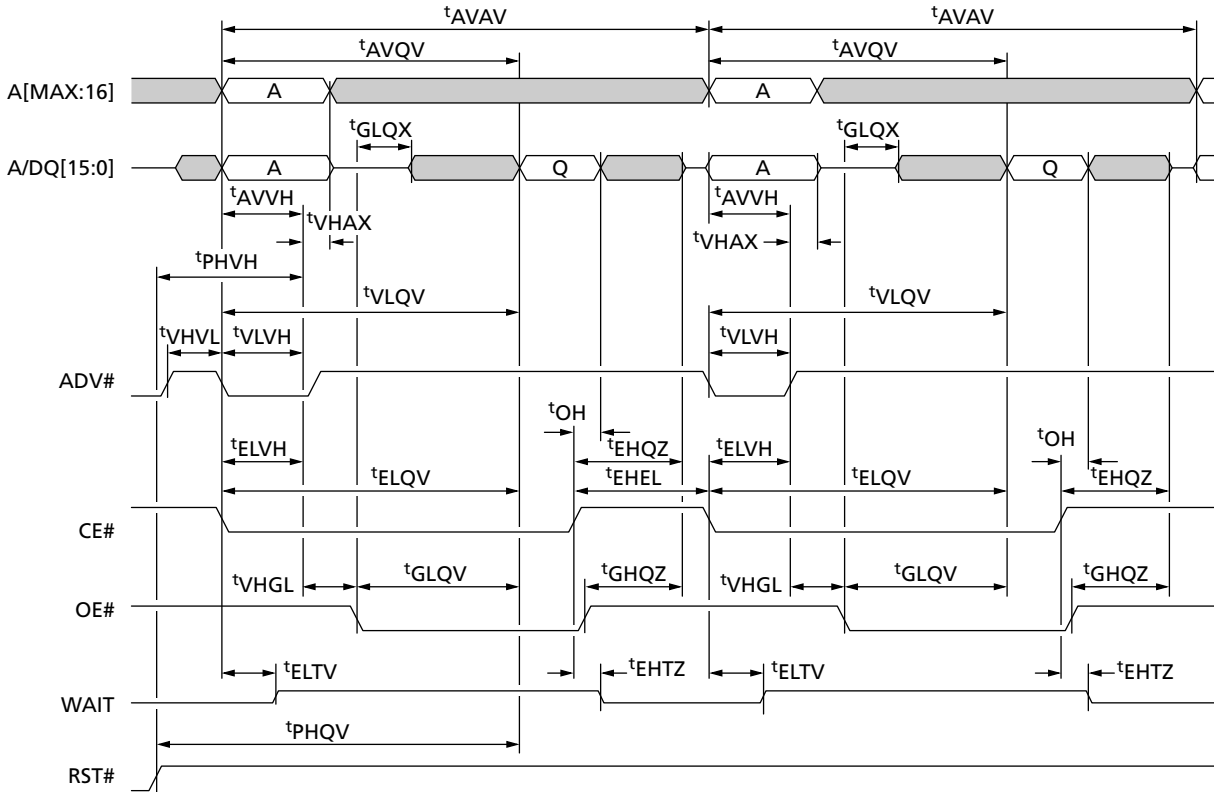 tAVAV tAVAV
tAVQV tAVQV
A[MAX:16] A A
tGLQX tGLQX
A/DQ[15:0] A Q A Q
tAVVH tAVVH
tVHAX tVHAX
tPHVH
tVLQV tVLQV
tVHVL tVLVH tVLVH
ADV#
tOH tOH
tELVH tEHQZ tELVH
tELQV tEHEL tELQV tEHQZ
CE#
tVHGL tGLQV tGHQZ tVHGL tGLQV tGHQZ
OE#
tELTV tEHTZ tELTV tEHTZ
WAIT
tPHQV
RST#